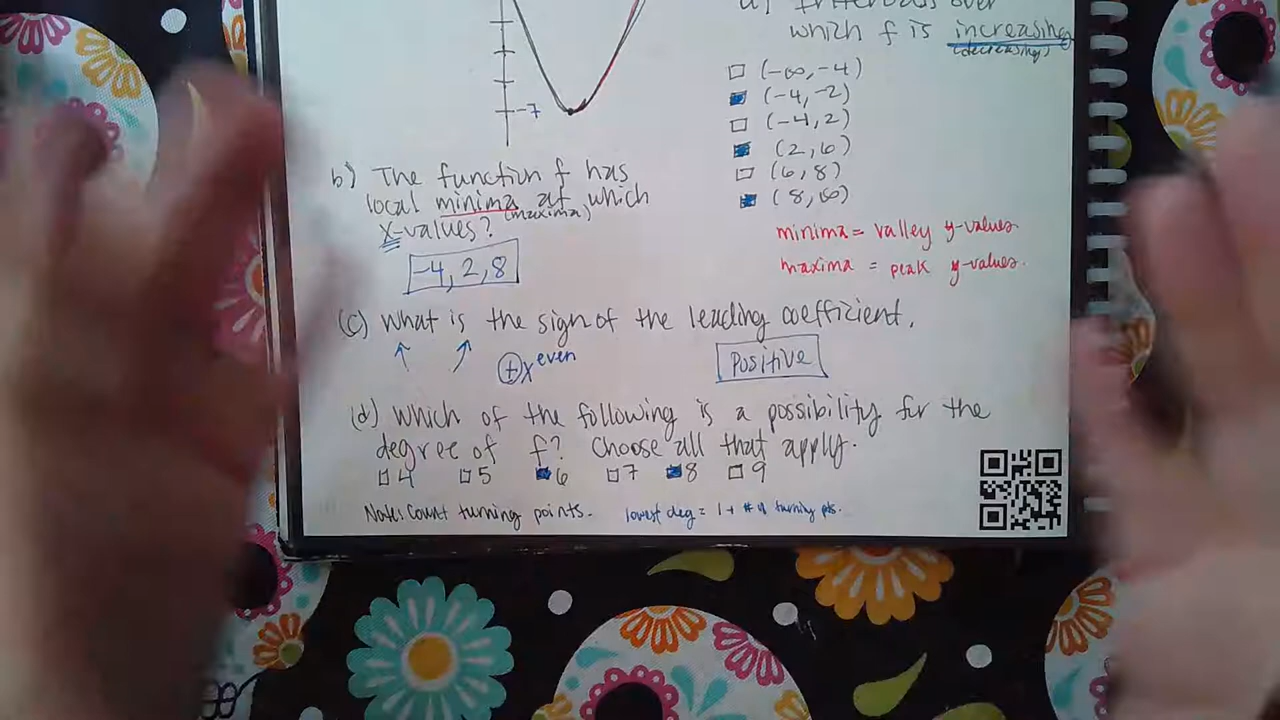 a) Intervals over
which f is increasing
(decreasing)
(-∞,-4)
(-4,-2)
(-4,2)
(2,6)
(6,8)
(8,∞)
-7
b) The function f has
local minima at which
(maxima)
x-values?
-4, 2, 8
minima = valley y-values
maxima = peak y-values.
(c) What is the sign of the leading coefficient.
+x^even
Positive
(d) Which of the following is a possibility for the
degree of f? Choose all that apply.
4 5 6 7 8 9
Note: Count turning points. lowest deg = 1 + # of turning pts.